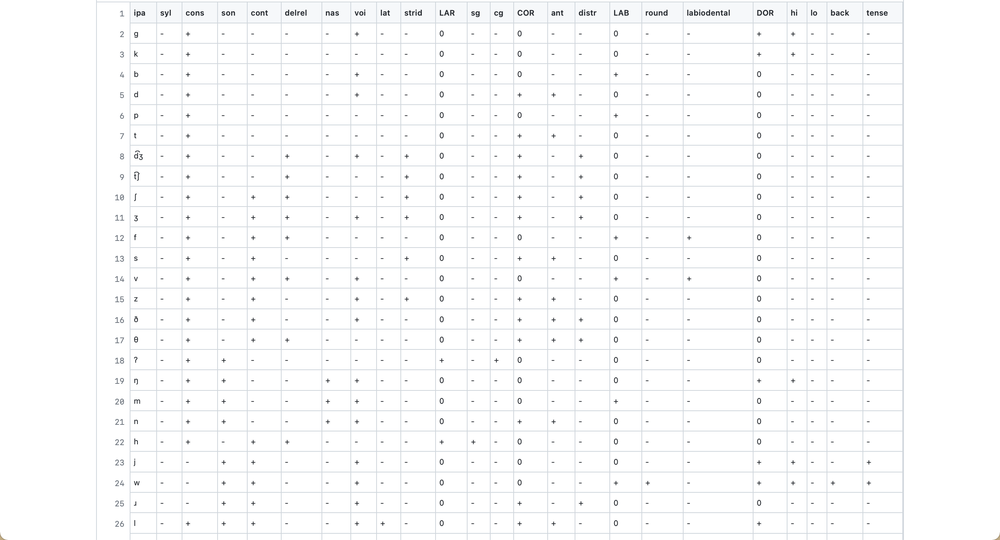 1 ipa syl cons son cont delrel nas voi lat strid LAR sg cg COR ant distr LAB round labiodental DOR hi lo back tense
2 g - + - - - - + - - 0 - - 0 - - 0 - - + + - - -
3 k - + - - - - - - - 0 - - 0 - - 0 - - + + - - -
4 b - + - - - - + - - 0 - - 0 - - + - - 0 - - - -
5 d - + - - - - + - - 0 - - + + - 0 - - 0 - - - -
6 p - + - - - - - - - 0 - - 0 - - + - - 0 - - - -
7 t - + - - - - - - - 0 - - + + - 0 - - 0 - - - -
8 d͡ʒ - + - - + - + - + 0 - - + - + 0 - - 0 - - - -
9 t͡ʃ - + - - + - - - + 0 - - + - + 0 - - 0 - - - -
10 ʃ - + - + + - - - + 0 - - + - + 0 - - 0 - - - -
11 ʒ - + - + + - + - + 0 - - + - + 0 - - 0 - - - -
12 f - + - + + - - - - 0 - - 0 - - + - + 0 - - - -
13 s - + - + - - - - + 0 - - + + - 0 - - 0 - - - -
14 v - + - + + - + - - 0 - - 0 - - + - + 0 - - - -
15 z - + - + - - + - + 0 - - + + - 0 - - 0 - - - -
16 ð - + - + - - + - - 0 - - + + + 0 - - 0 - - - -
17 θ - + - + + - - - - 0 - - + + + 0 - - 0 - - - -
18 ʔ - + + - - - - - - + - + 0 - - 0 - - 0 - - - -
19 ŋ - + + - - + + - - 0 - - 0 - - 0 - - + + - - -
20 m - + + - - + + - - 0 - - 0 - - + - - 0 - - - -
21 n - + + - - + + - - 0 - - + + - 0 - - 0 - - - -
22 h - + - + + - - - - + + - 0 - - 0 - - 0 - - - -
23 j - - + + - - + - - 0 - - 0 - - 0 - - + + - - +
24 w - - + + - - + - - 0 - - 0 - - + + - + + - + +
25 ɹ - - + + - - + - - 0 - - + - + 0 - - 0 - - - -
26 l - + + + - - + + - 0 - - + + - 0 - - + - - - -